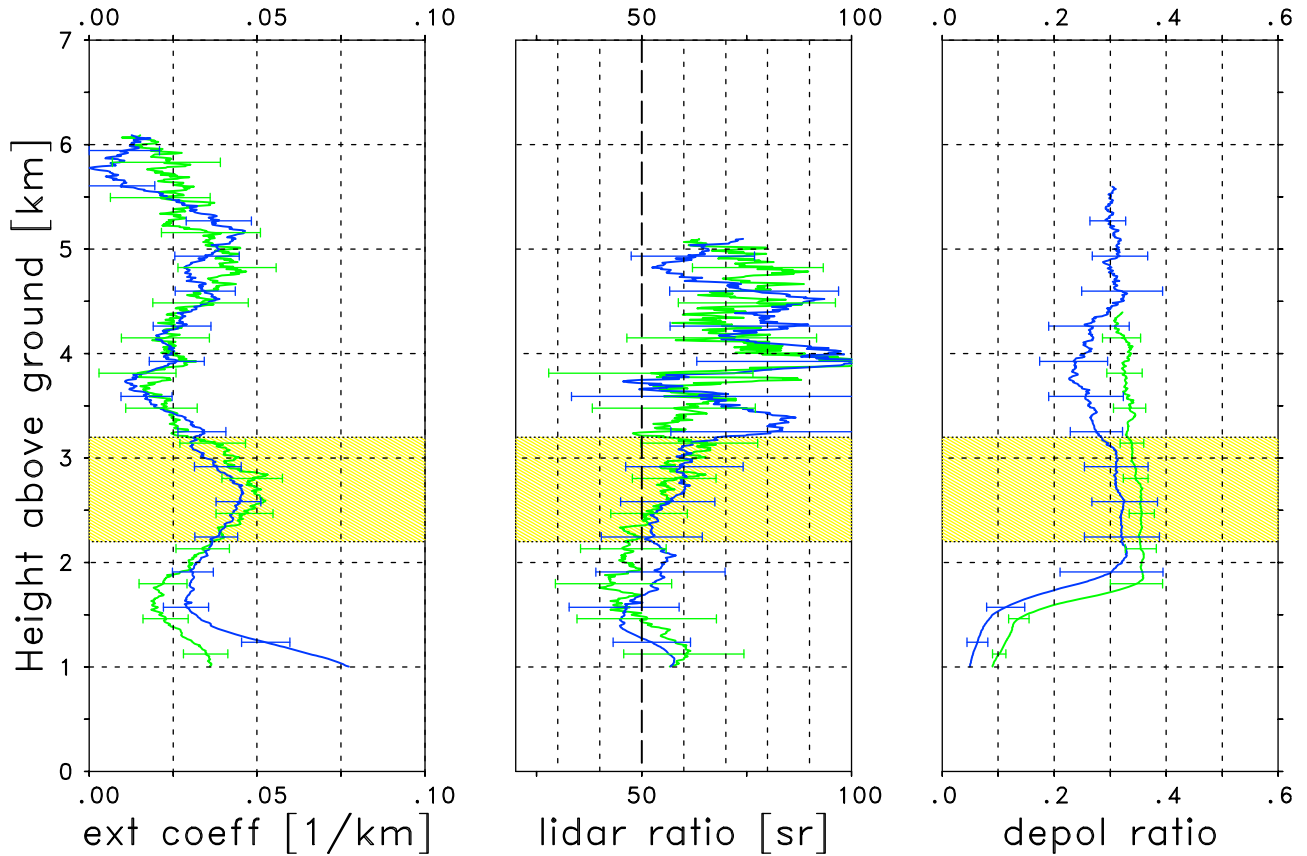 .00 .05 .10 50 100 .0 .2 .4 .6
7
6
5
4
3
2
1
0
Height above ground [km]
.00 .05 .10 50 100 .0 .2 .4 .6
ext coeff [1/km] lidar ratio [sr] depol ratio